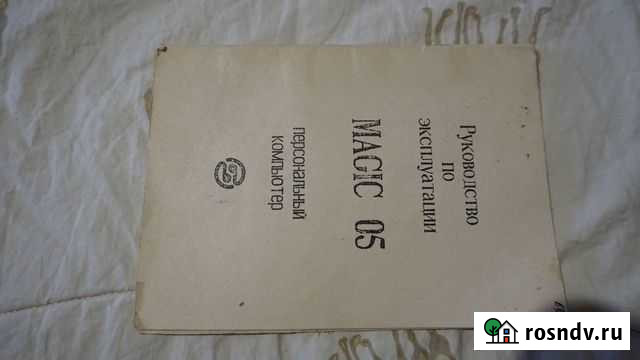 Руководство
по
эксплуатации
MAGIC 05
персональный
компьютер
rosndv.ru